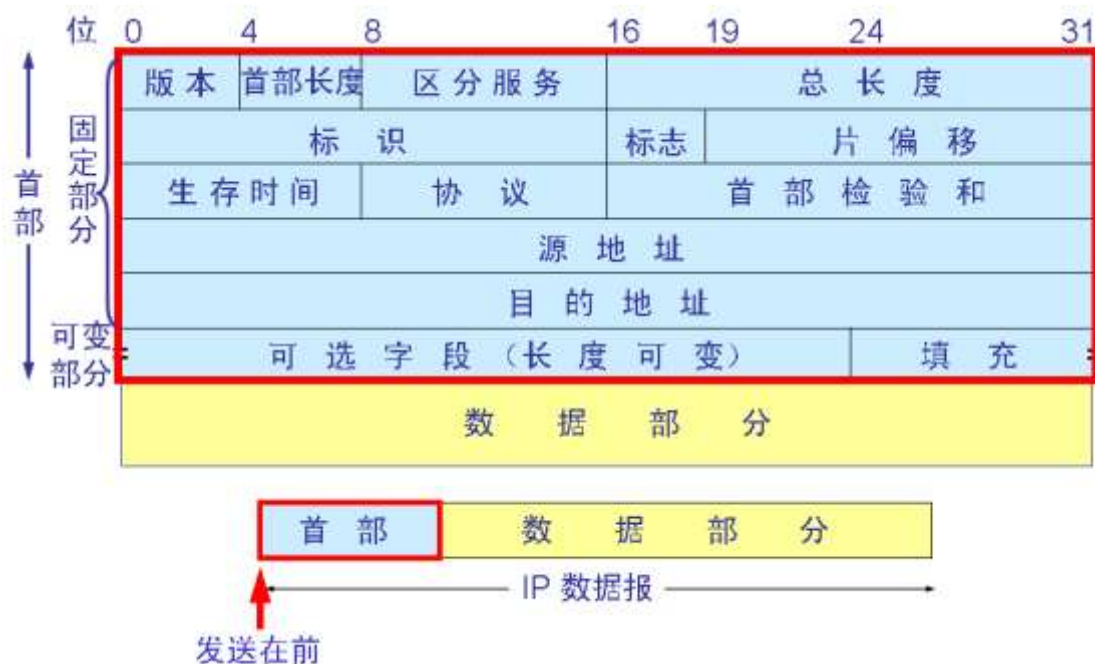 位 0 4 8 16 19 24 31
版本 首部长度 区分服务 总长度
标识 标志 片偏移
生存时间 协议 首部检验和
源地址
目的地址
可选字段（长度可变） 填充
数据部分
首部
固定部分
可变部分
首部 数据部分
IP 数据报
发送在前